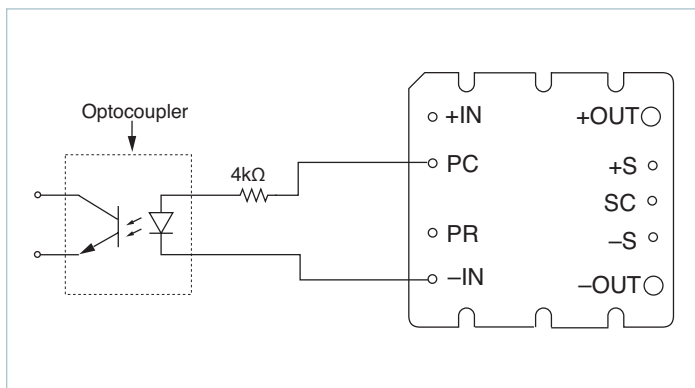 Optocoupler
4kΩ
+IN
PC
PR
–IN
+OUT
+S
SC
–S
–OUT